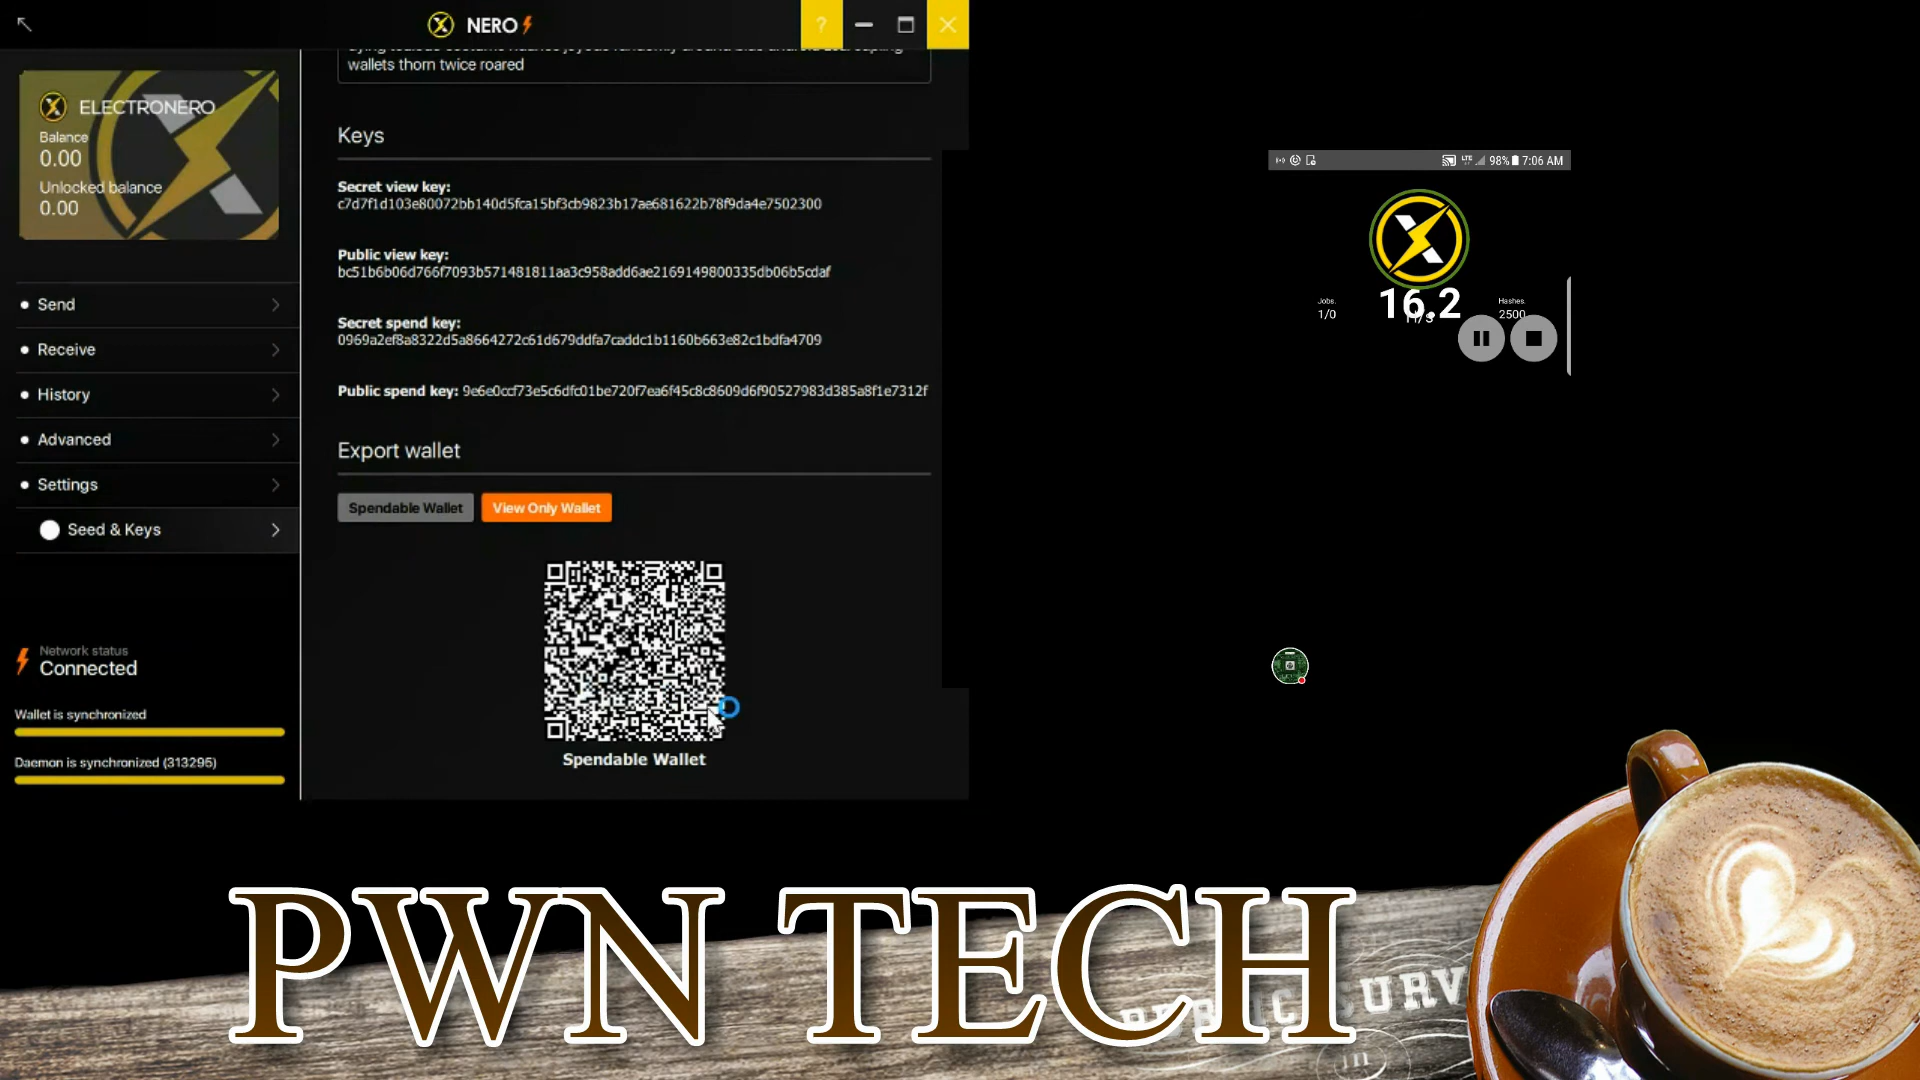 NERO
?
wallets thorn twice roared
ELECTRONERO
Balance
0.00
Unlocked balance
0.00
Send
Receive
History
Advanced
Settings
Seed & Keys
Network status
Connected
Wallet is synchronized
Daemon is synchronized (313295)
Keys
Secret view key:
c7d7f1d103e80072bb140d5fca15bf3cb9823b17ae681622b78f9da4e7502300
Public view key:
bc51b6b06d766f7093b571481811aa3c958add6ae2169149800335db06b5cdaf
Secret spend key:
0969a2ef8a8322d5a8664272c61d679ddfa7caddc1b1160b663e82c1bdfa4709
Public spend key: 9e6e0ccf73e5c6dfc01be720f7ea6f45c8c8609d6f90527983d385a8f1e7312f
Export wallet
Spendable Wallet
View Only Wallet
Spendable Wallet
LTE
98%
7:06 AM
Jobs.
1/0
16.2
H/s
Hashes.
2500
PWN TECH